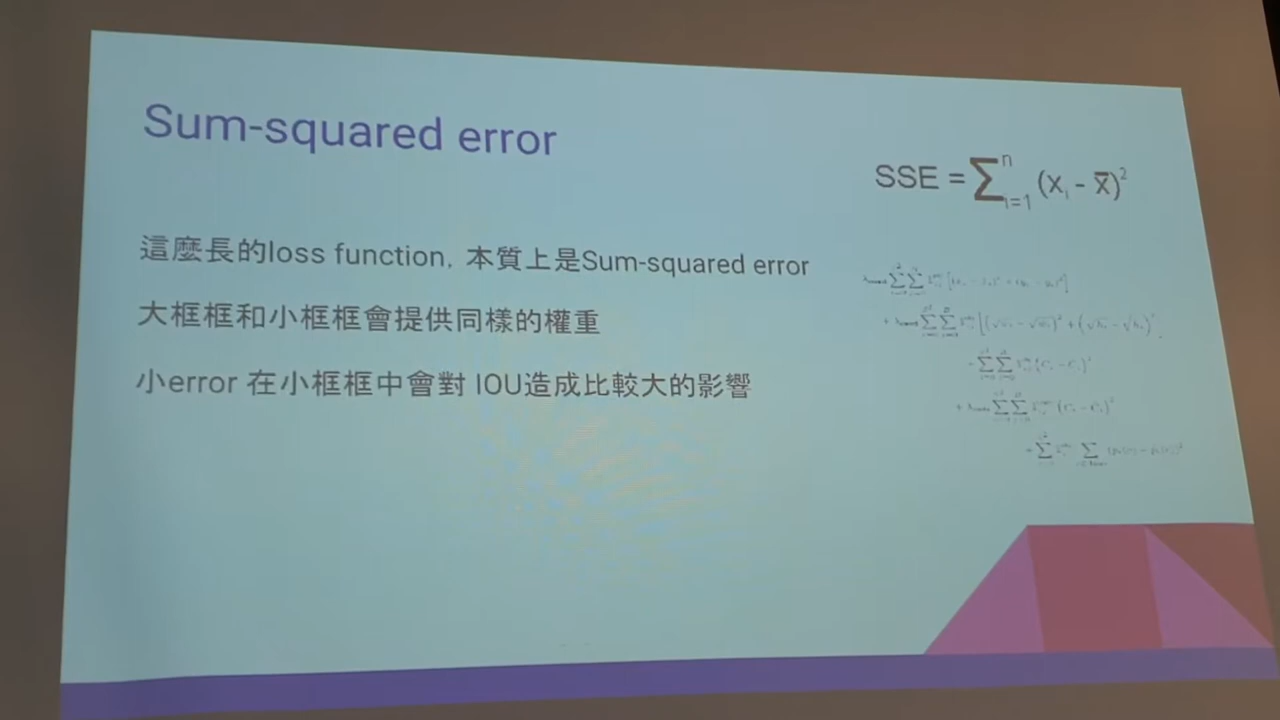 Sum-squared error
SSE = ∑ⁿᵢ₌₁ (xᵢ - x̄)²
這麼長的loss function, 本質上是Sum-squared error
大框框和小框框會提供同樣的權重
小error 在小框框中會對 IOU造成比較大的影響